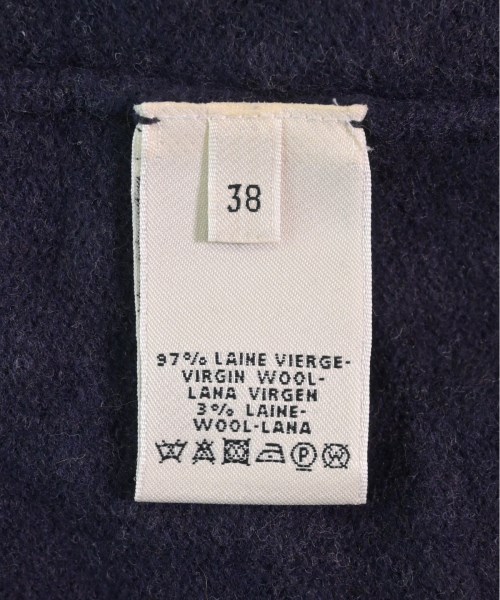 38
97% LAINE VIERGE-
VIRGIN WOOL-
LANA VIRGEN
3% LAINE-
WOOL-LANA
P